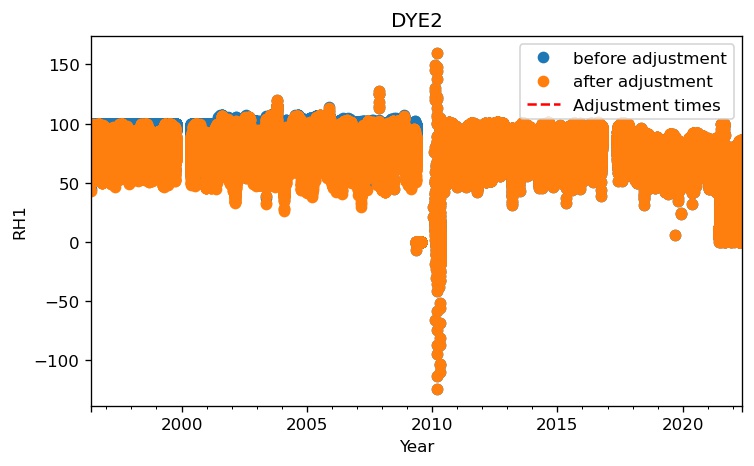 DYE2
before adjustment
after adjustment
Adjustment times
RH1
150
100
50
0
−50
−100
2000
2005
2010
2015
2020
Year